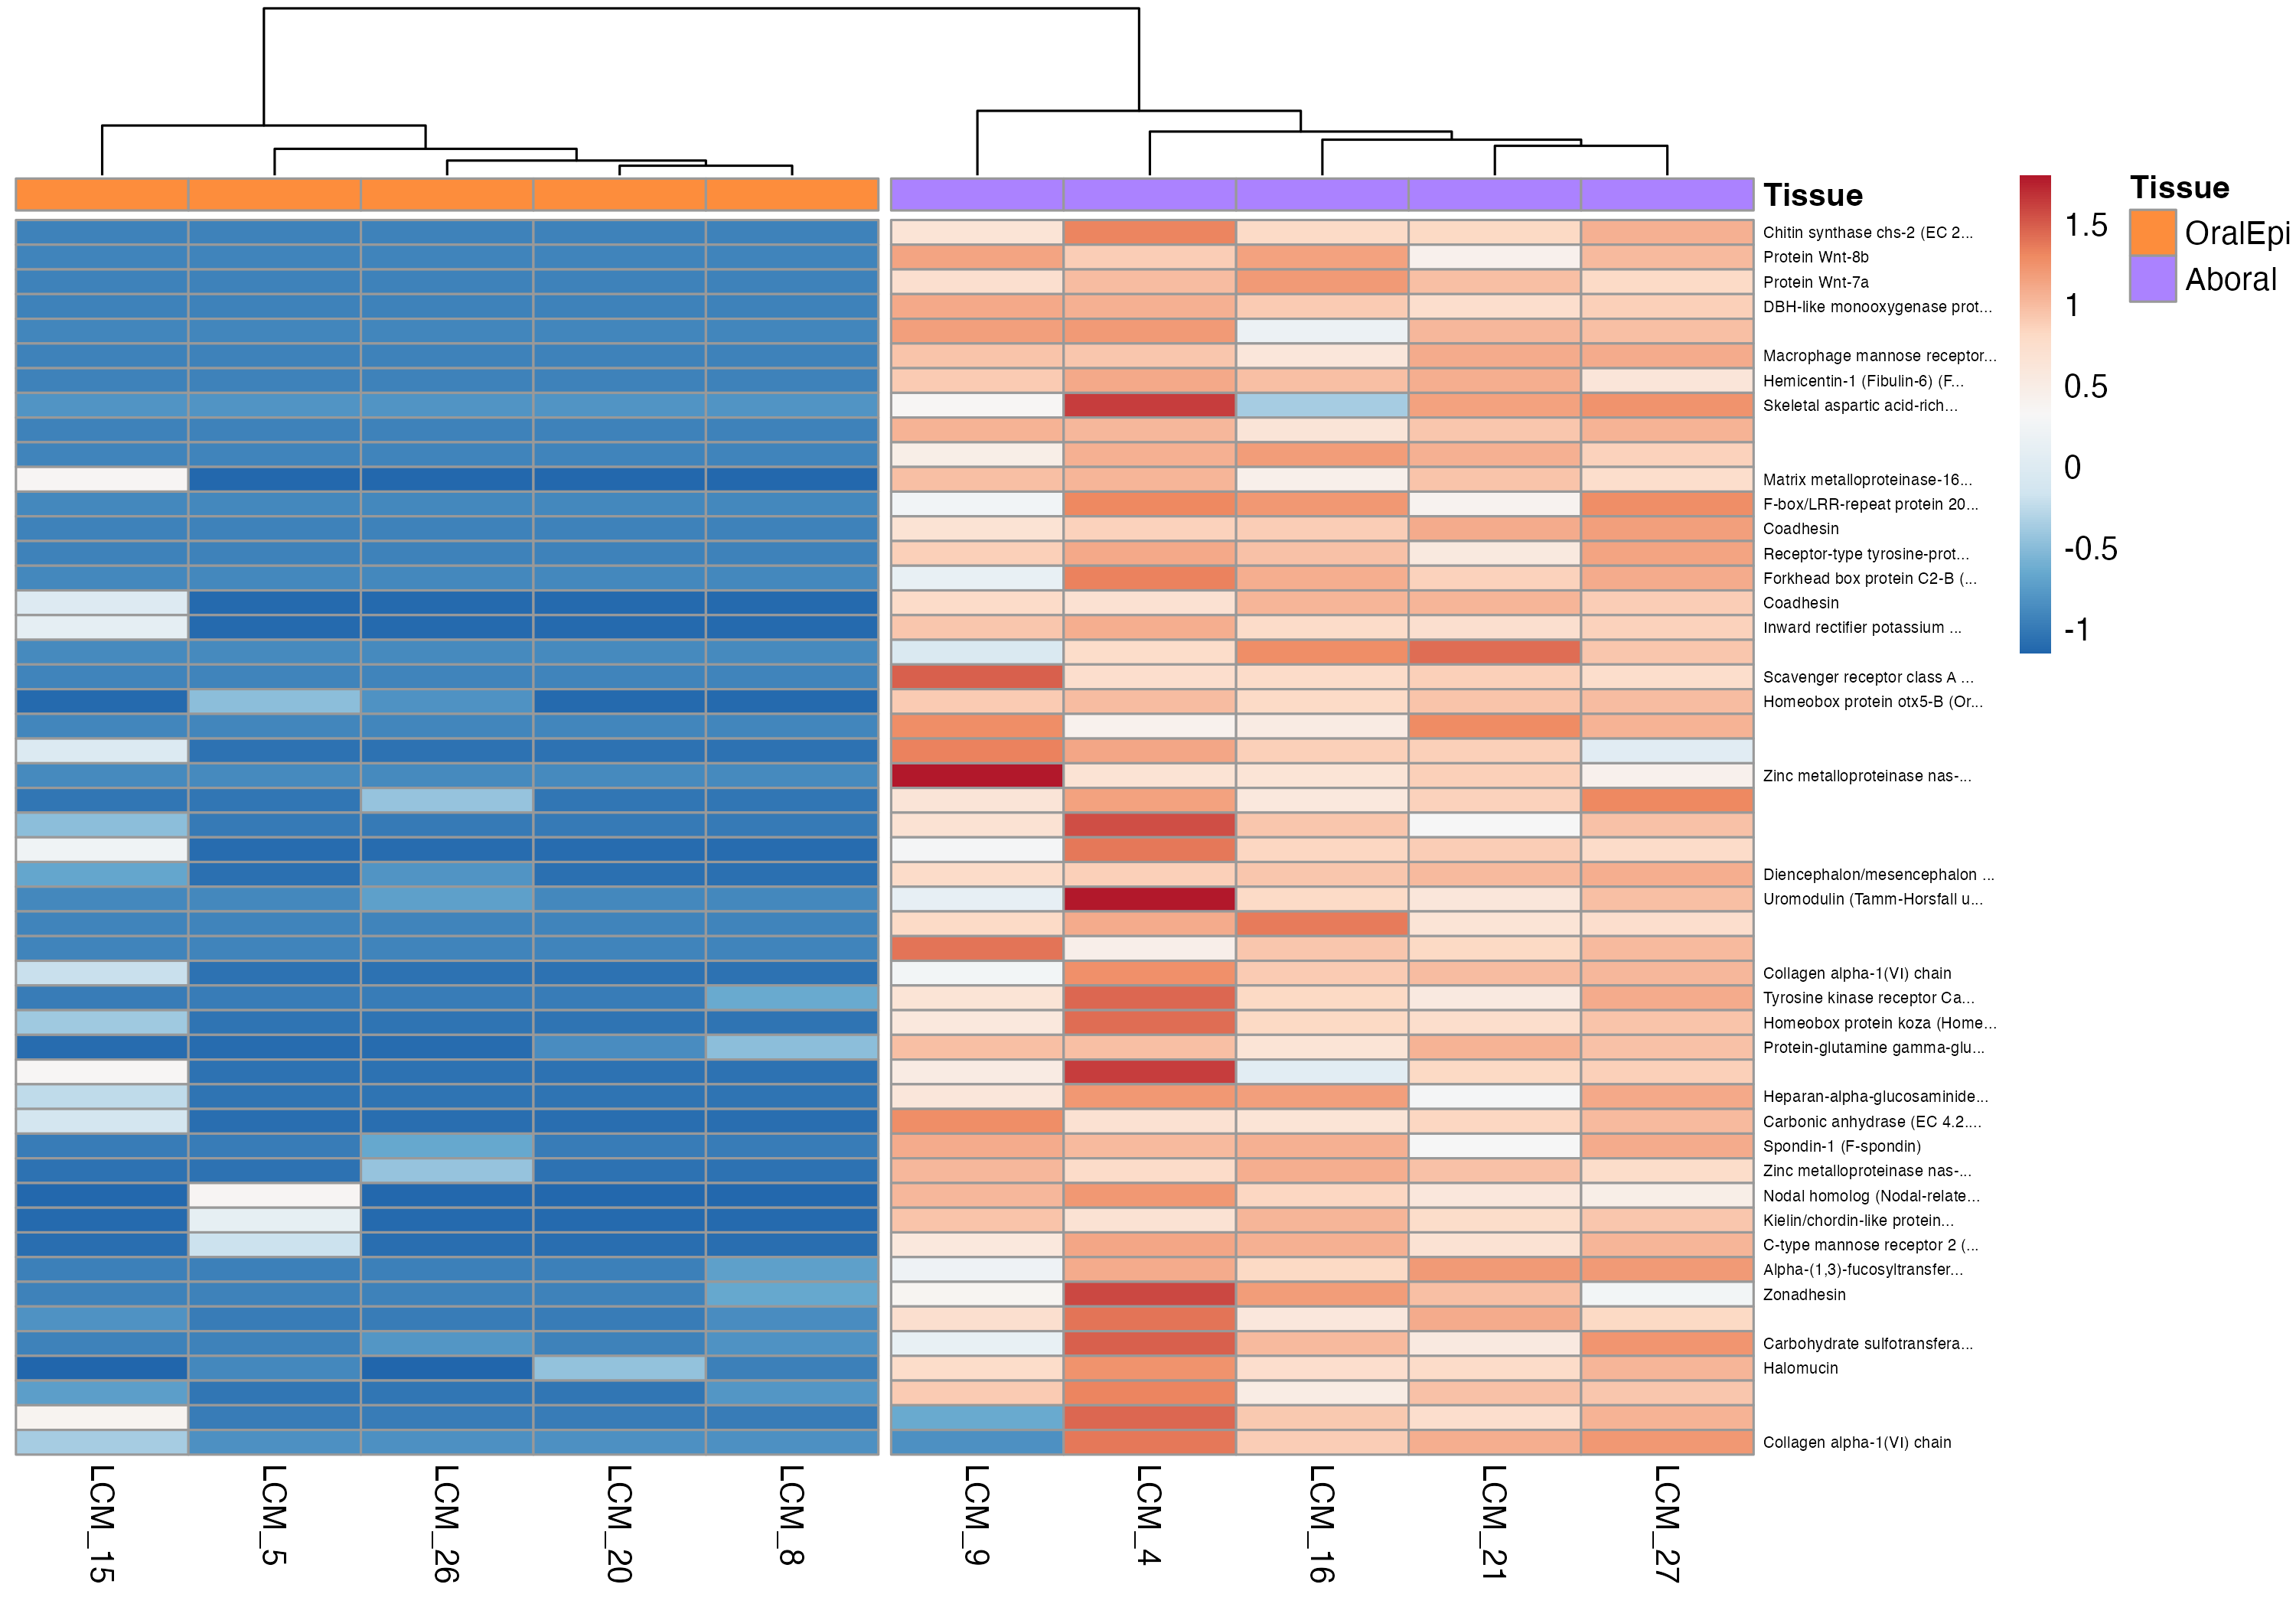 Tissue
Chitin synthase chs-2 (EC 2...
Protein Wnt-8b
Protein Wnt-7a
DBH-like monooxygenase prot...
Macrophage mannose receptor...
Hemicentin-1 (Fibulin-6) (F...
Skeletal aspartic acid-rich...
Matrix metalloproteinase-16...
F-box/LRR-repeat protein 20...
Coadhesin
Receptor-type tyrosine-prot...
Forkhead box protein C2-B (...
Coadhesin
Inward rectifier potassium ...
Scavenger receptor class A ...
Homeobox protein otx5-B (Or...
Zinc metalloproteinase nas-...
Diencephalon/mesencephalon ...
Uromodulin (Tamm-Horsfall u...
Collagen alpha-1(VI) chain
Tyrosine kinase receptor Ca...
Homeobox protein koza (Home...
Protein-glutamine gamma-glu...
Heparan-alpha-glucosaminide...
Carbonic anhydrase (EC 4.2....
Spondin-1 (F-spondin)
Zinc metalloproteinase nas-...
Nodal homolog (Nodal-relate...
Kielin/chordin-like protein...
C-type mannose receptor 2 (...
Alpha-(1,3)-fucosyltransfer...
Zonadhesin
Carbohydrate sulfotransfera...
Halomucin
Collagen alpha-1(VI) chain
1.5
1
0.5
0
-0.5
-1
Tissue
OralEpi
Aboral
LCM_15
LCM_5
LCM_26
LCM_20
LCM_8
LCM_9
LCM_4
LCM_16
LCM_21
LCM_27